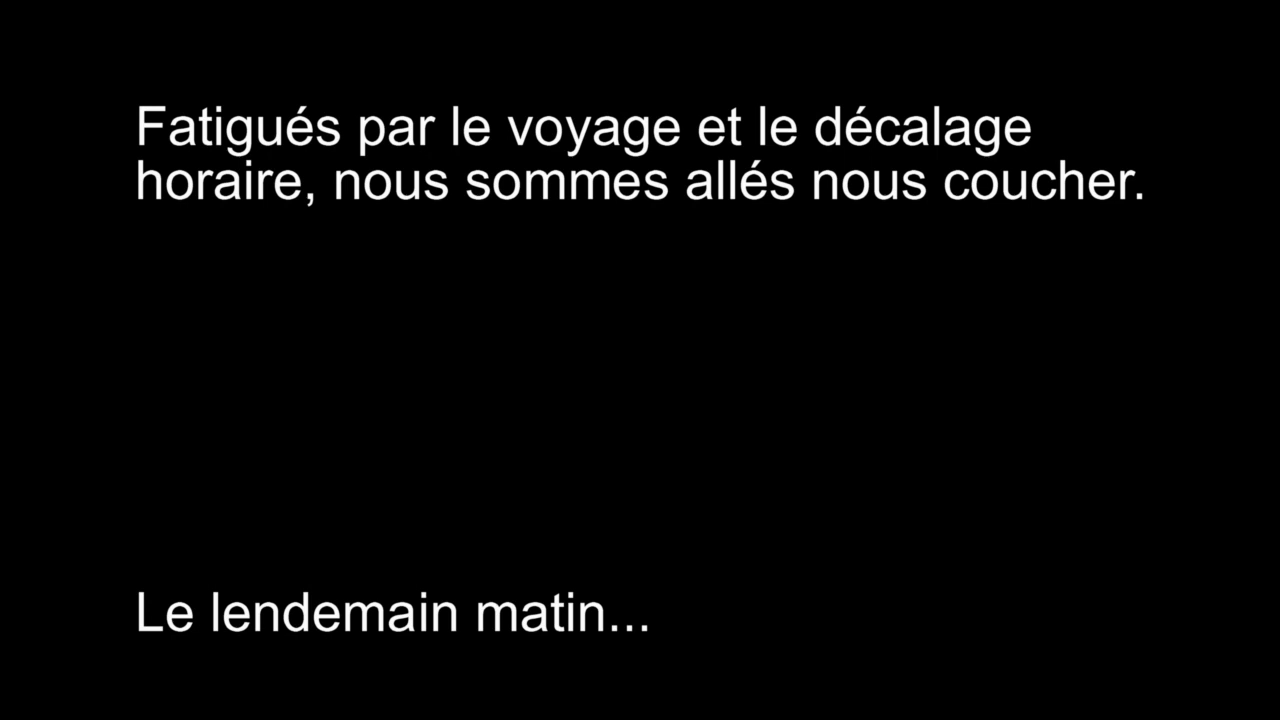 Fatigués par le voyage et le décalage
horaire, nous sommes allés nous coucher.
Le lendemain matin...